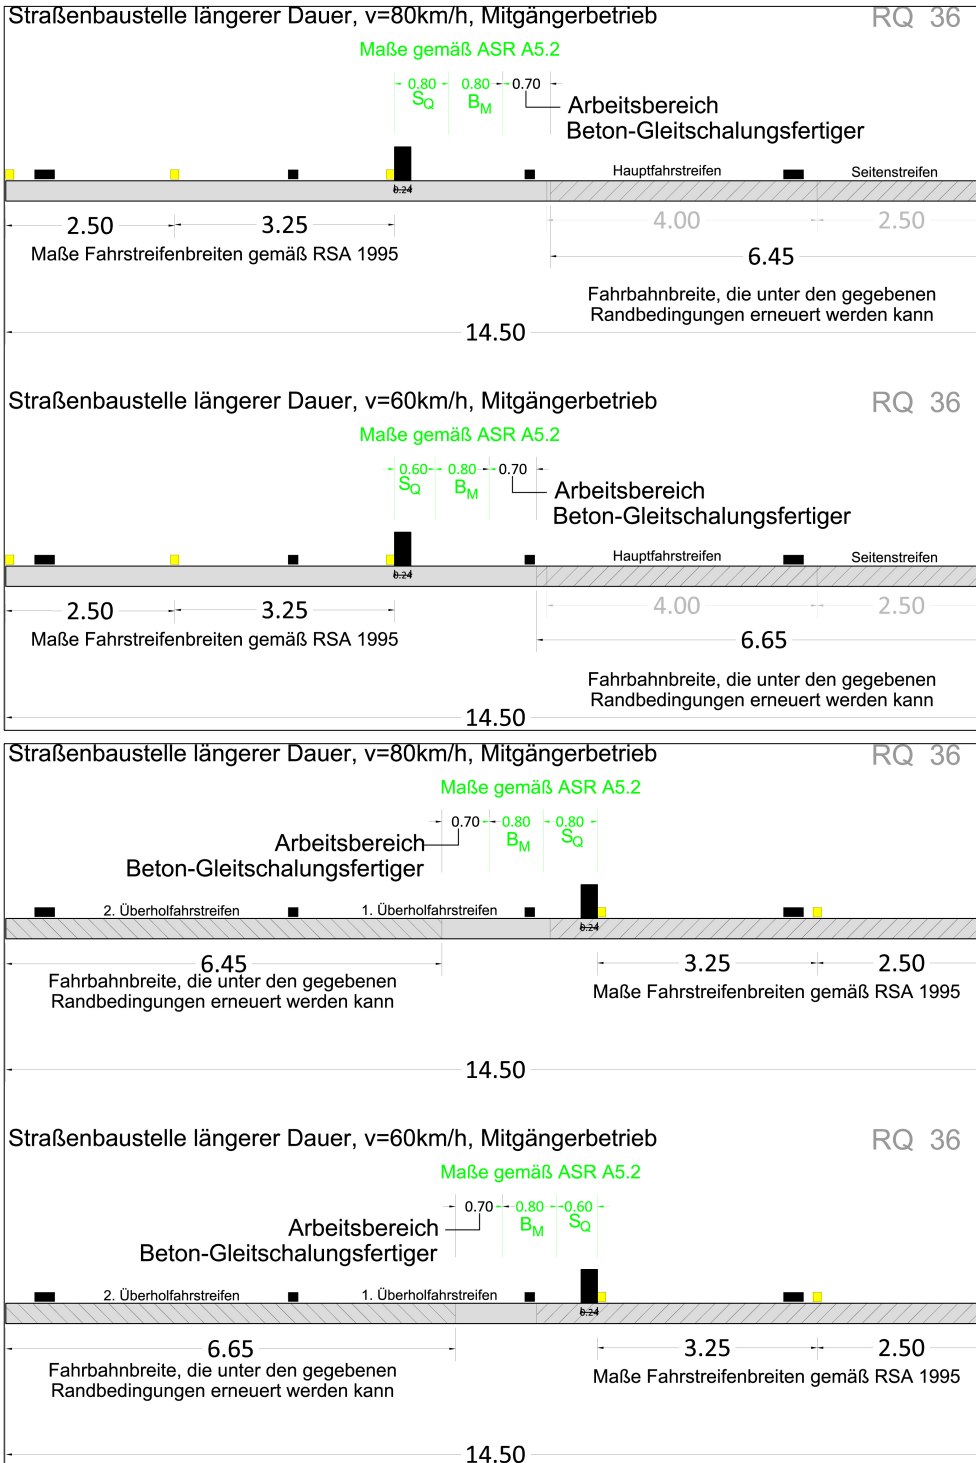 Straßenbaustelle längerer Dauer, v=80km/h, Mitgängerbetrieb RQ 36
Maße gemäß ASR A5.2
0.80 0.80 0.70
SQ BM
Arbeitsbereich
Beton-Gleitschalungsfertiger
Hauptfahrstreifen Seitenstreifen
0.24
2.50 3.25 4.00 2.50
Maße Fahrstreifenbreiten gemäß RSA 1995
6.45
Fahrbahnbreite, die unter den gegebenen
Randbedingungen erneuert werden kann
14.50
Straßenbaustelle längerer Dauer, v=60km/h, Mitgängerbetrieb RQ 36
Maße gemäß ASR A5.2
0.60 0.80 0.70
SQ BM
Arbeitsbereich
Beton-Gleitschalungsfertiger
Hauptfahrstreifen Seitenstreifen
0.24
2.50 3.25 4.00 2.50
Maße Fahrstreifenbreiten gemäß RSA 1995
6.65
Fahrbahnbreite, die unter den gegebenen
Randbedingungen erneuert werden kann
14.50
Straßenbaustelle längerer Dauer, v=80km/h, Mitgängerbetrieb RQ 36
Maße gemäß ASR A5.2
0.70 0.80 0.80
BM SQ
Arbeitsbereich
Beton-Gleitschalungsfertiger
2. Überholfahrstreifen 1. Überholfahrstreifen
0.24
6.45 3.25 2.50
Fahrbahnbreite, die unter den gegebenen
Randbedingungen erneuert werden kann
Maße Fahrstreifenbreiten gemäß RSA 1995
14.50
Straßenbaustelle längerer Dauer, v=60km/h, Mitgängerbetrieb RQ 36
Maße gemäß ASR A5.2
0.70 0.80 0.60
BM SQ
Arbeitsbereich
Beton-Gleitschalungsfertiger
2. Überholfahrstreifen 1. Überholfahrstreifen
0.24
6.65 3.25 2.50
Fahrbahnbreite, die unter den gegebenen
Randbedingungen erneuert werden kann
Maße Fahrstreifenbreiten gemäß RSA 1995
14.50